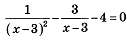 1/(x−3)² − 3/(x−3) − 4 = 0